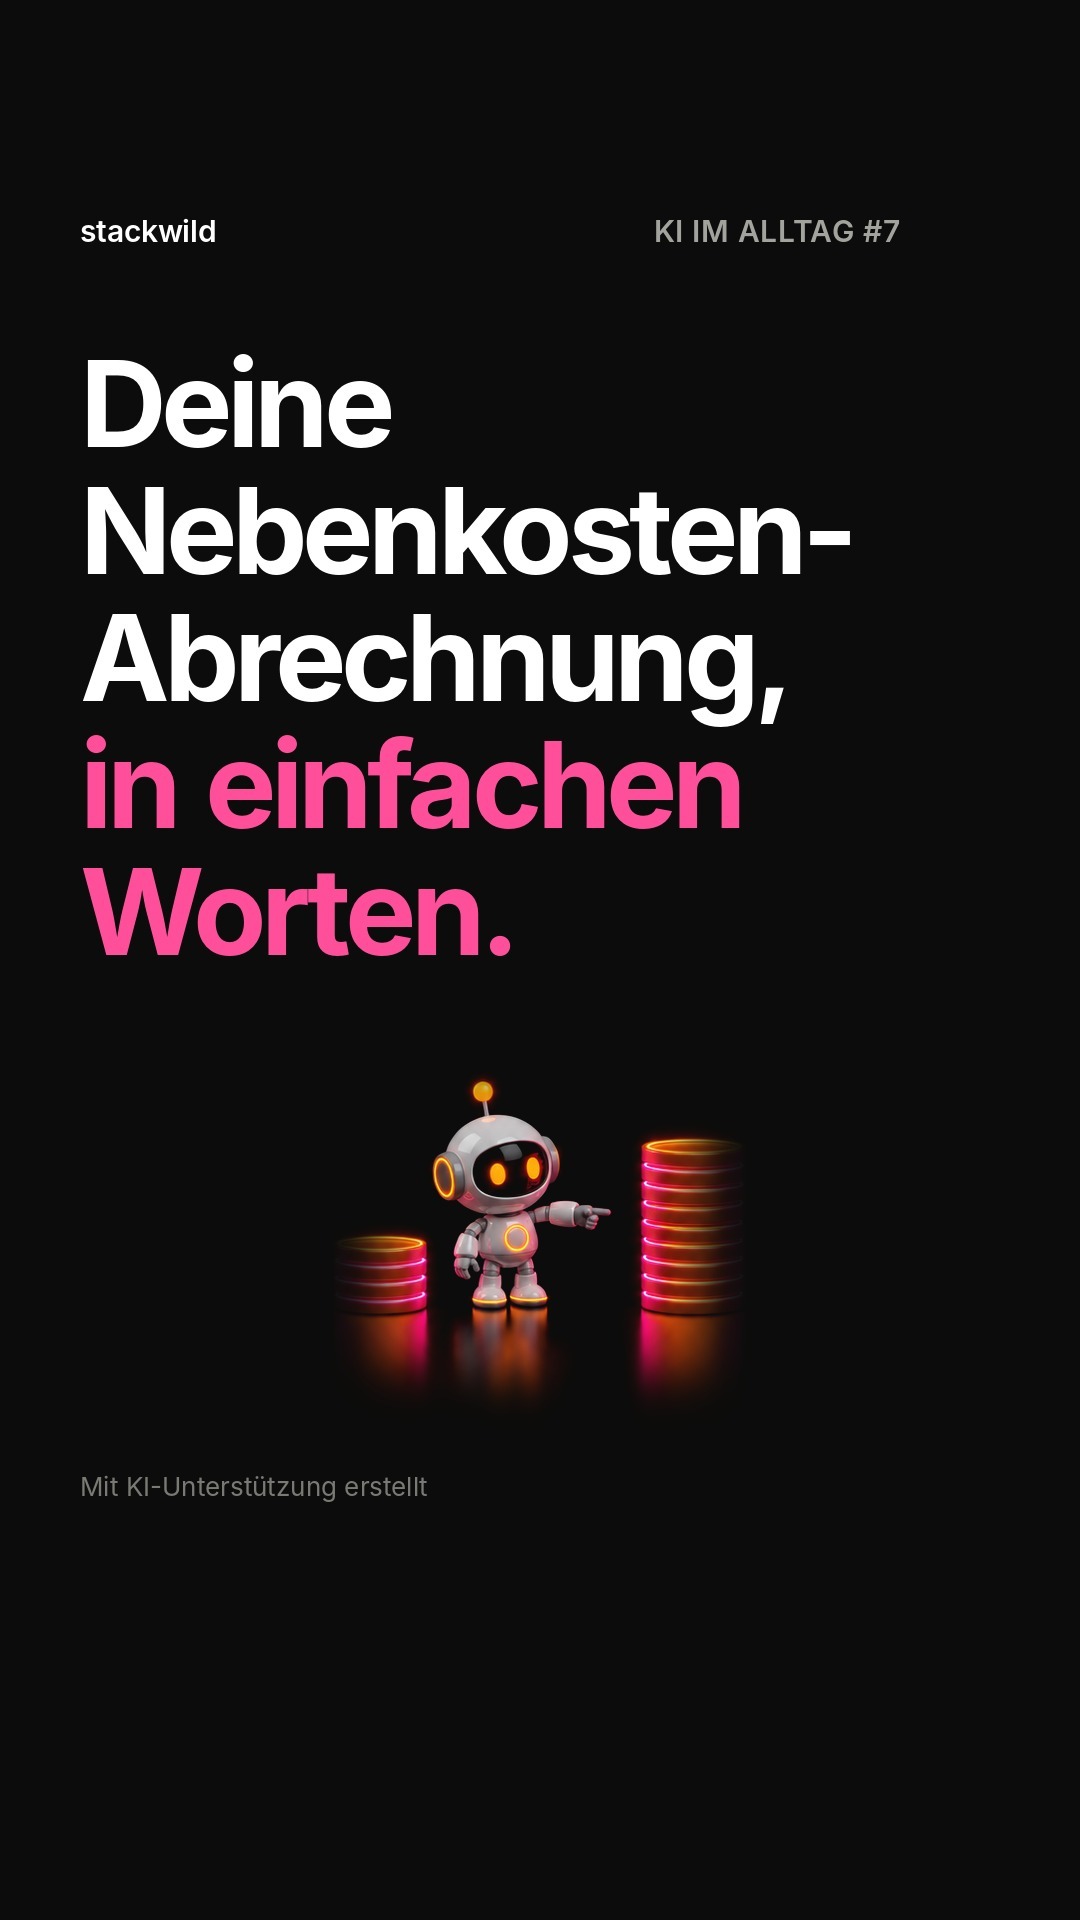 stackwild
KI IM ALLTAG #7
Deine
Nebenkosten-
Abrechnung,
in einfachen
Worten.
Mit KI-Unterstützung erstellt